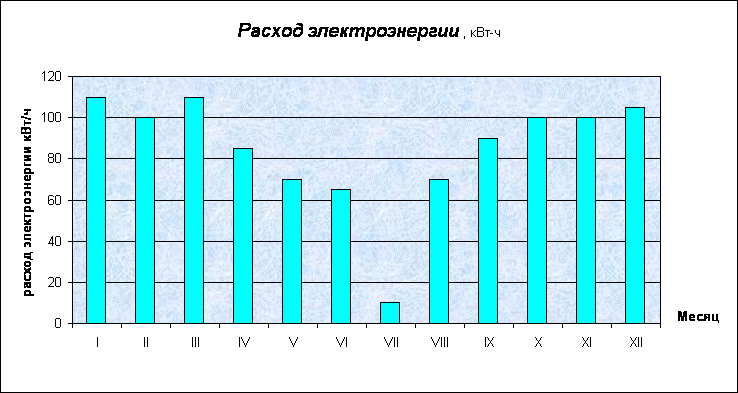 Расход электроэнергии , кВт-ч
расход электроэнергии кВт/ч
120
100
80
60
40
20
0
I II III IV V VI VII VIII IX X XI XII
Месяц